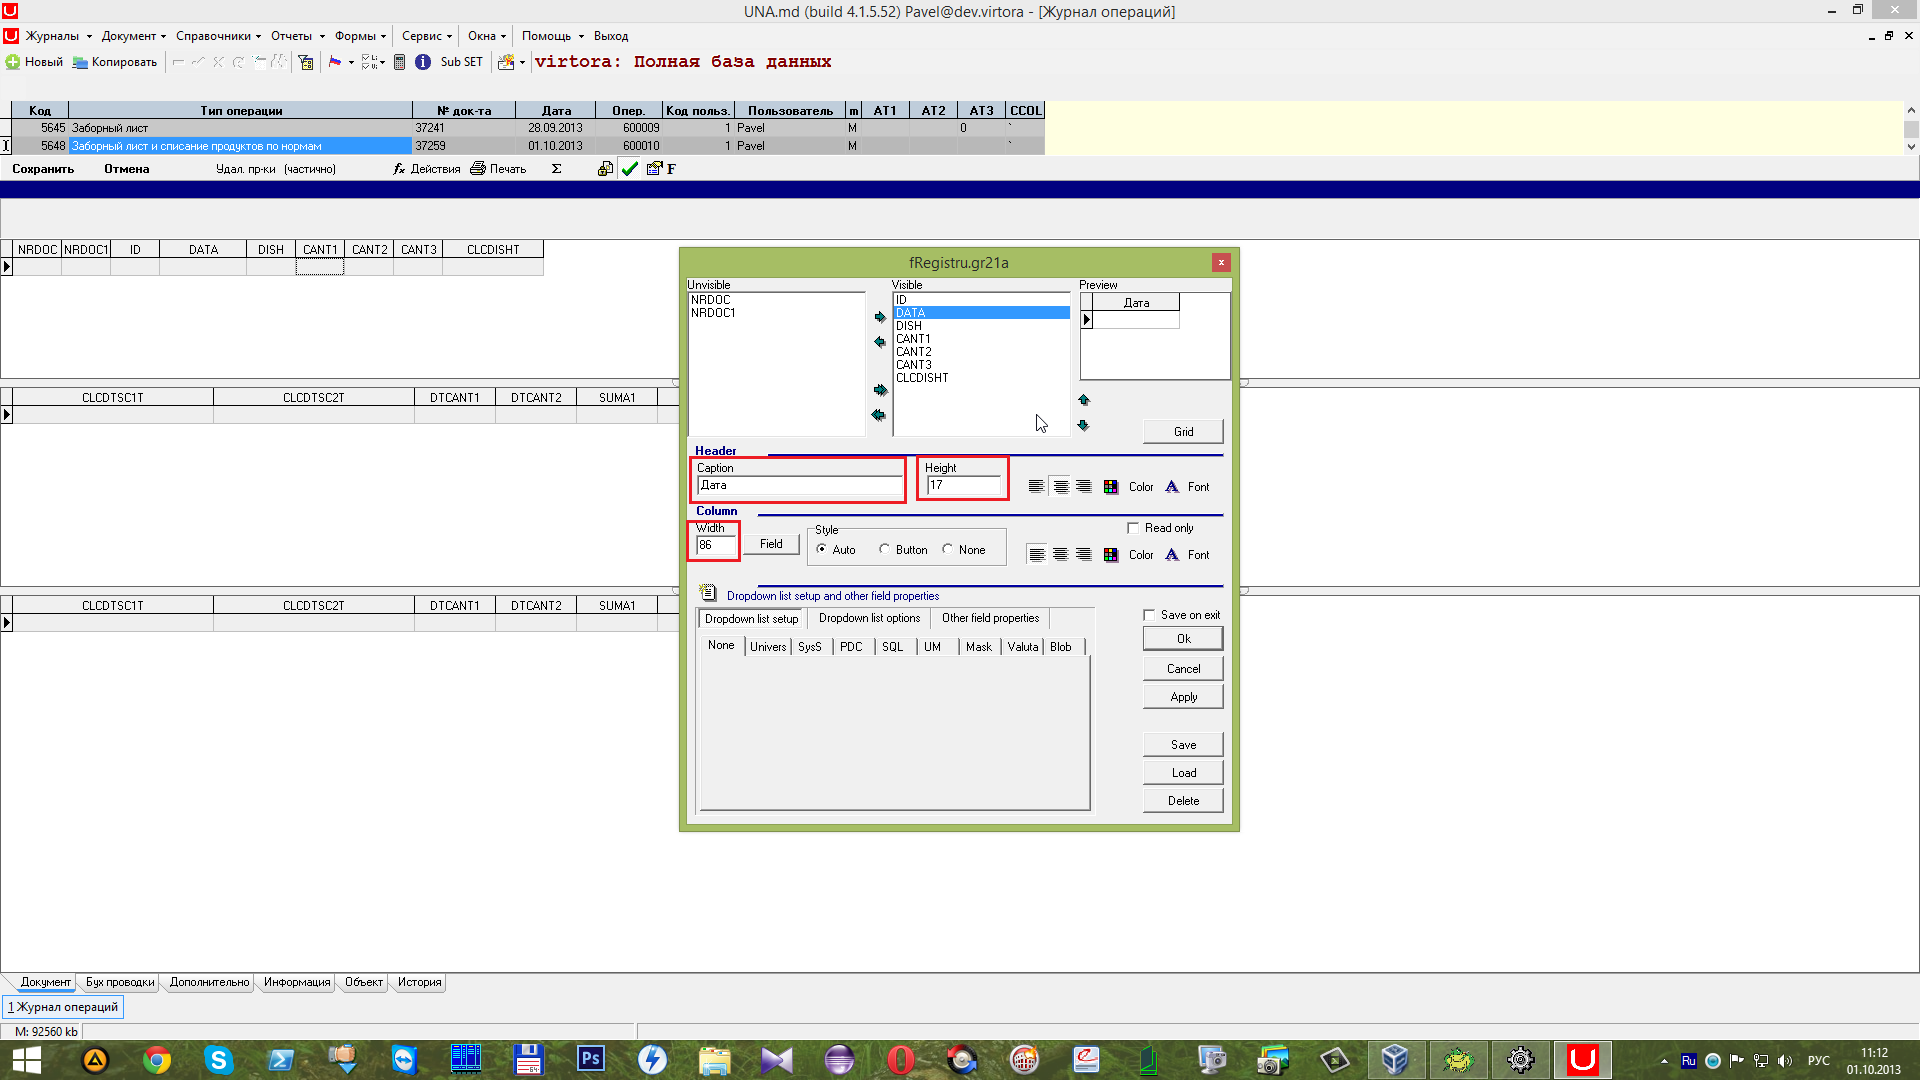 UNA.md (build 4.1.5.52) Pavel@dev.virtora - [Журнал операций]
Журналы Документ Справочники Отчеты Формы Сервис Окна Помощь Выход
Новый Копировать Sub SET virtora: Полная база данных
Код Тип операции № док-та Дата Опер. Код польз. Пользователь m AT1 AT2 AT3 CCOL
5645 Заборный лист 37241 28.09.2013 600009 1 Pavel M 0 `
5648 Заборный лист и списание продуктов по нормам 37259 01.10.2013 600010 1 Pavel M `
Сохранить Отмена Удал. пр-ки (частично) fx Действия Печать Σ F
NRDOC NRDOC1 ID DATA DISH CANT1 CANT2 CANT3 CLCDISHT
fRegistru.gr21a
x
Unvisible Visible Preview
NRDOC
NRDOC1
ID
DATA
DISH
CANT1
CANT2
CANT3
CLCDISHT
Дата
Grid
CLCDTSC1T CLCDTSC2T DTCANT1 DTCANT2 SUMA1
Header
Caption Height
Дата 17 Color Font
Column
Width Style Read only
86 Field Auto Button None Color Font
Dropdown list setup and other field properties
Dropdown list setup Dropdown list options Other field properties
None Univers SysS PDC SQL UM Mask Valuta Blob
Save on exit
Ok
Cancel
Apply
Save
Load
Delete
CLCDTSC1T CLCDTSC2T DTCANT1 DTCANT2 SUMA1
Документ Бух проводки Дополнительно Информация Объект История
1 Журнал операций
M: 92560 kb
Ps 64 Ru РУС 11:12
01.10.2013